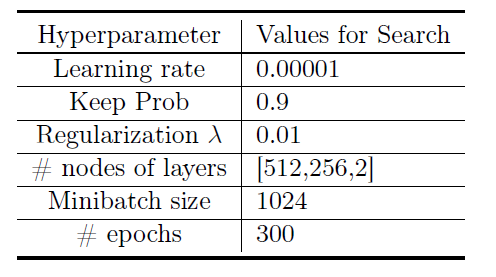 Hyperparameter Values for Search
Learning rate 0.00001
Keep Prob 0.9
Regularization λ 0.01
# nodes of layers [512,256,2]
Minibatch size 1024
# epochs 300